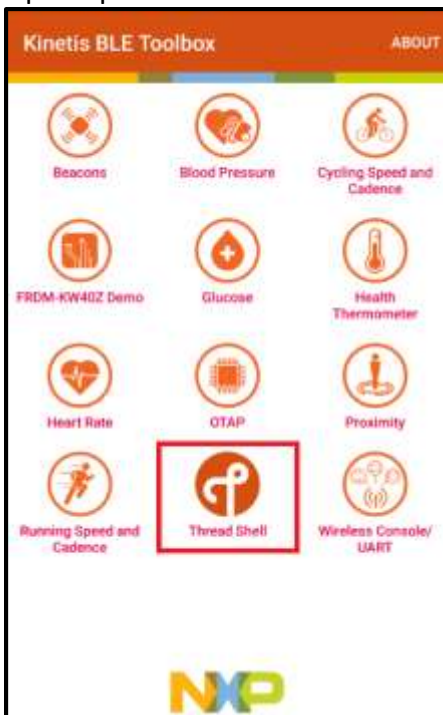 Kinetis BLE Toolbox ABOUT
Beacons Blood Pressure Cycling Speed and
Cadence
FRDM-KW40Z Demo Glucose Health
Thermometer
Heart Rate OTAP Proximity
Running Speed and Thread Shell Wireless Console/
Cadence UART
NXP